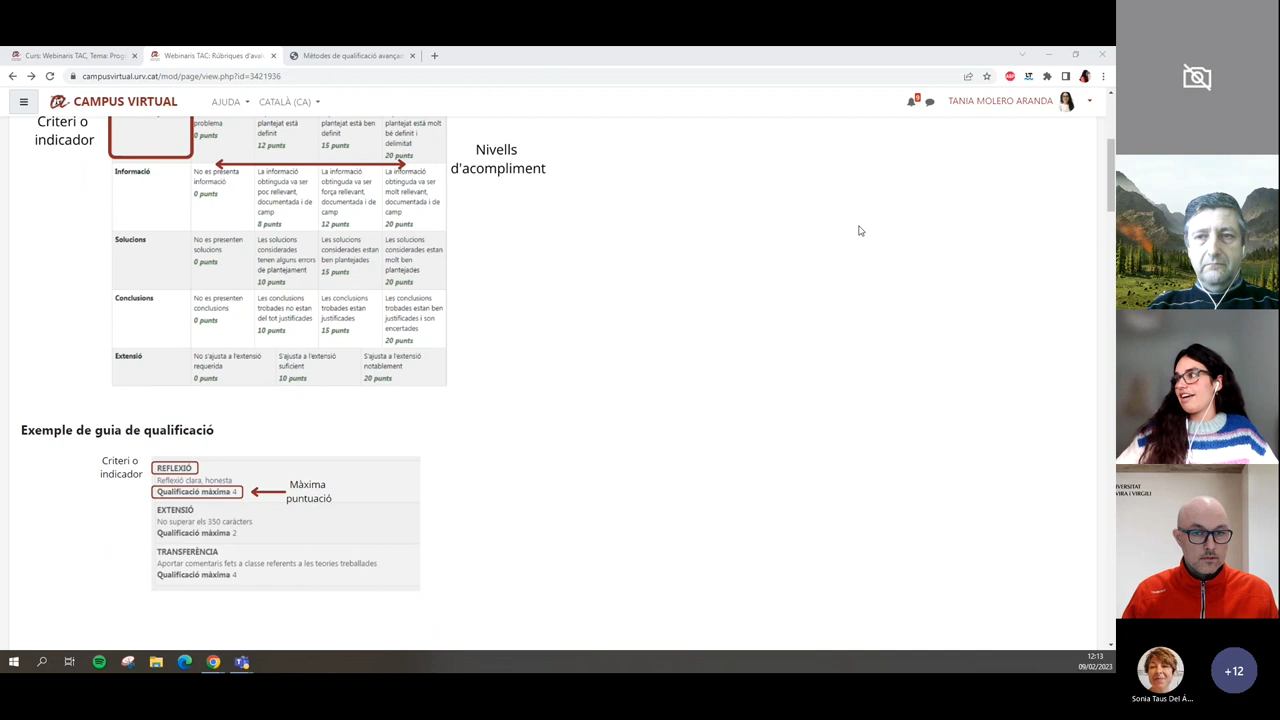 Curs: Webinaris TAC, Tema: Prog
Webinaris TAC: Rúbriques d'aval
Mètodes de qualificació avança
campusvirtual.urv.cat/mod/page/view.php?id=3421936
CAMPUS VIRTUAL
AJUDA
CATALÀ (CA)
TANIA MOLERO ARANDA
Criteri o
indicador
problema
0 punts
plantejat està
definit
12 punts
plantejat està ben
definit
15 punts
plantejat està molt
bé definit i
delimitat
20 punts
Nivells
d'acompliment
Informació
No es presenta
informació
0 punts
La informació
obtinguda va ser
poc rellevant,
documentada i de
camp
8 punts
La informació
obtinguda va ser
força rellevant,
documentada i de
camp
12 punts
La informació
obtinguda va ser
molt rellevant,
documentada i de
camp
20 punts
Solucions
No es presenten
solucions
0 punts
Les solucions
considerades
tenen alguns errors
de plantejament
10 punts
Les solucions
considerades estan
ben plantejades
15 punts
Les solucions
considerades estan
molt ben
plantejades
20 punts
Conclusions
No es presenten
conclusions
0 punts
Les conclusions
trobades no estan
del tot justificades
10 punts
Les conclusions
trobades estan
justificades
15 punts
Les conclusions
trobades estan ben
justificades i son
encertades
20 punts
Extensió
No s'ajusta a l'extensió
requerida
0 punts
S'ajusta a l'extensió
suficient
10 punts
S'ajusta a l'extensió
notablement
20 punts
Exemple de guia de qualificació
Criteri o
indicador
REFLEXIÓ
Reflexió clara, honesta
Qualificació màxima 4
Màxima
puntuació
EXTENSIÓ
No superar els 350 caràcters
Qualificació màxima 2
TRANSFERÈNCIA
Aportar comentaris fets a classe referents a les teories treballades
Qualificació màxima 4
12:13
09/02/2023
IVERSITAT
VIRA I VIRGILI
Sonia Taus Del Á...
+12